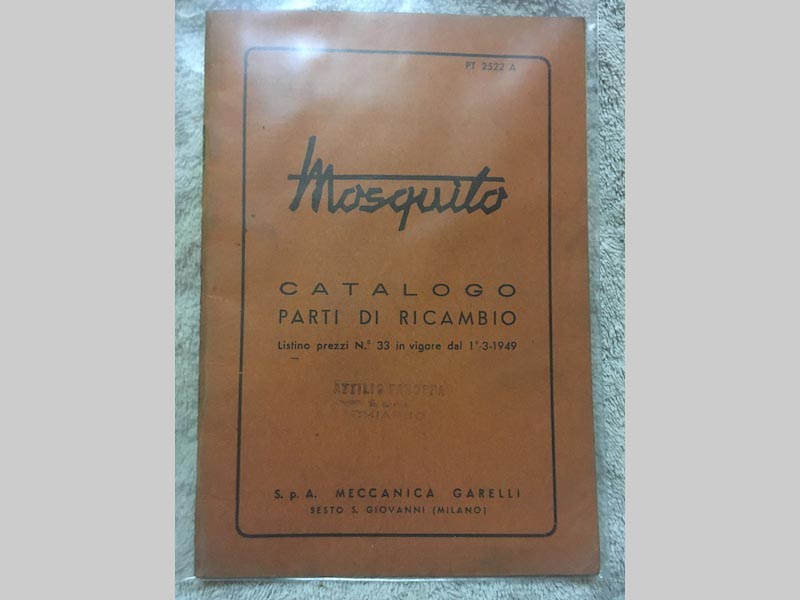 PT 2522 A
Mosquito
CATALOGO
PARTI DI RICAMBIO
Listino prezzi N.° 33 in vigore dal 1°-3-1949
ATTILIO
S. p. A. MECCANICA GARELLI
SESTO S. GIOVANNI (MILANO)